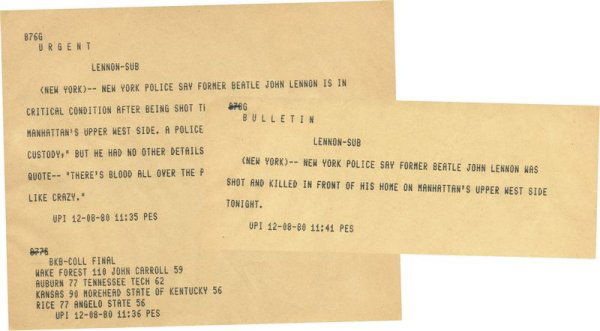 876G
URGENT
LENNON-SUB
(NEW YORK)-- NEW YORK POLICE SAY FORMER BEATLE JOHN LENNON IS IN
CRITICAL CONDITION AFTER BEING SHOT
MANHATTAN'S UPPER WEST SIDE. A POLICE
CUSTODY," BUT HE HAD NO OTHER DETAILS
QUOTE-- "THERE'S BLOOD ALL OVER THE P
LIKE CRAZY."
UPI 12-08-80 11:35 PES
877G
BKB-COLL FINAL
WAKE FOREST 110 JOHN CARROLL 59
AUBURN 77 TENNESSEE TECH 62
KANSAS 90 MOREHEAD STATE OF KENTUCKY 56
RICE 77 ANGELO STATE 56
UPI 12-08-80 11:36 PES
BULLETIN
LENNON-SUB
(NEW YORK)-- NEW YORK POLICE SAY FORMER BEATLE JOHN LENNON WAS
SHOT AND KILLED IN FRONT OF HIS HOME ON MANHATTAN'S UPPER WEST SIDE
TONIGHT.
UPI 12-08-80 11:41 PES